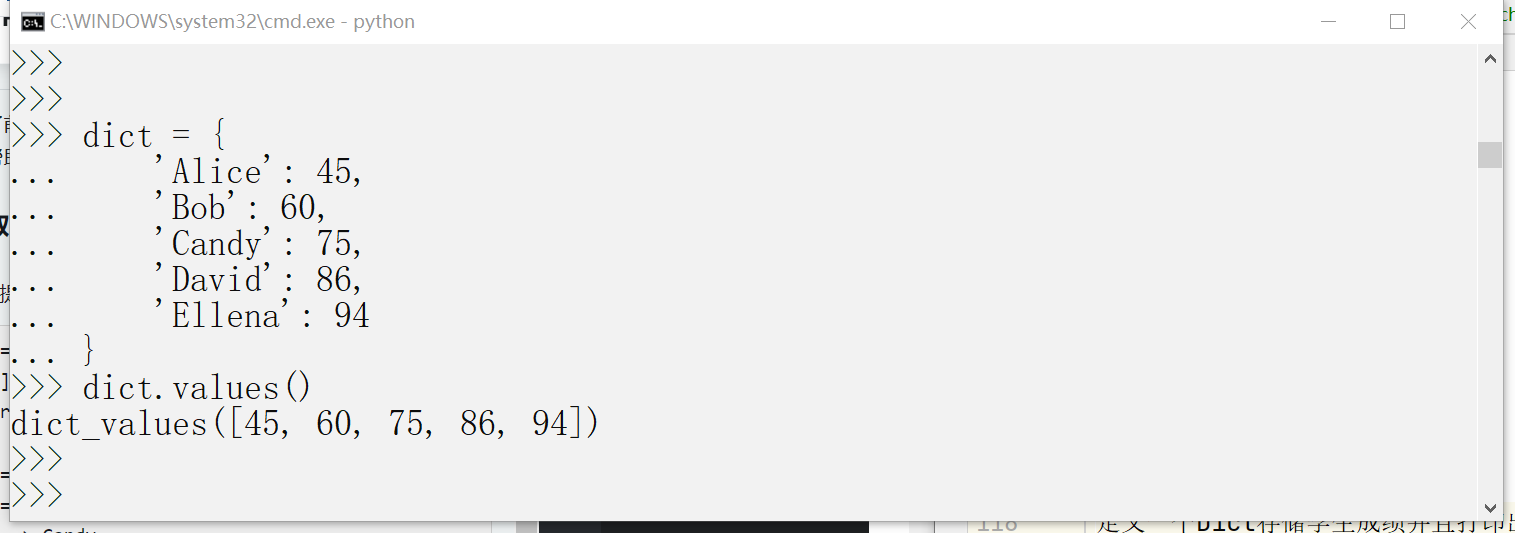 C:\WINDOWS\system32\cmd.exe - python
>>>
>>>
>>> dict = {
...     'Alice': 45,
...     'Bob': 60,
...     'Candy': 75,
...     'David': 86,
...     'Ellena': 94
... }
>>> dict.values()
dict_values([45, 60, 75, 86, 94])
>>>
>>>
118 定义一个Dict存储学生成绩并且打印出